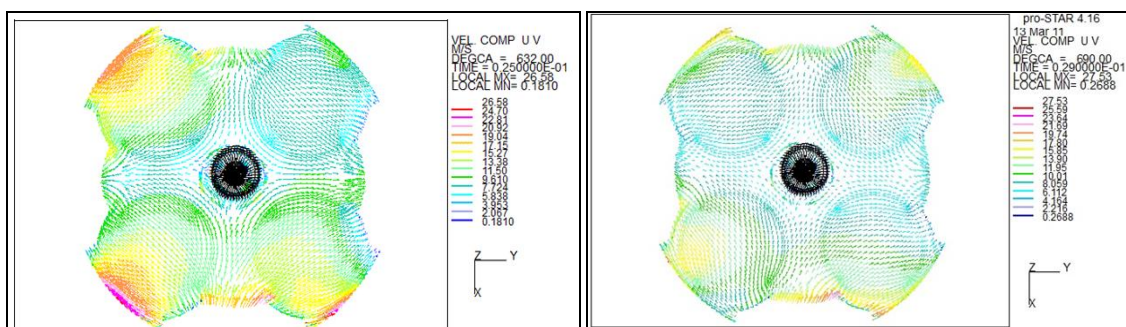 VEL. COMP U V
M/S
DEGCA = 632.00
TIME = 0.250000E-01
LOCAL MX= 26.58
LOCAL MN= 0.1810
26.58
24.70
22.81
20.92
19.04
17.15
15.27
13.38
11.50
9.610
7.724
5.838
3.953
2.067
0.1810
Z Y
X
pro-STAR 4.16
13 Mar 11
VEL. COMP U V
M/S
DEGCA = 690.00
TIME = 0.290000E-01
LOCAL MX= 27.53
LOCAL MN= 0.2688
27.53
25.59
23.64
21.69
19.74
17.80
15.85
13.90
11.95
10.01
8.059
6.112
4.164
2.216
0.2688
Z Y
X